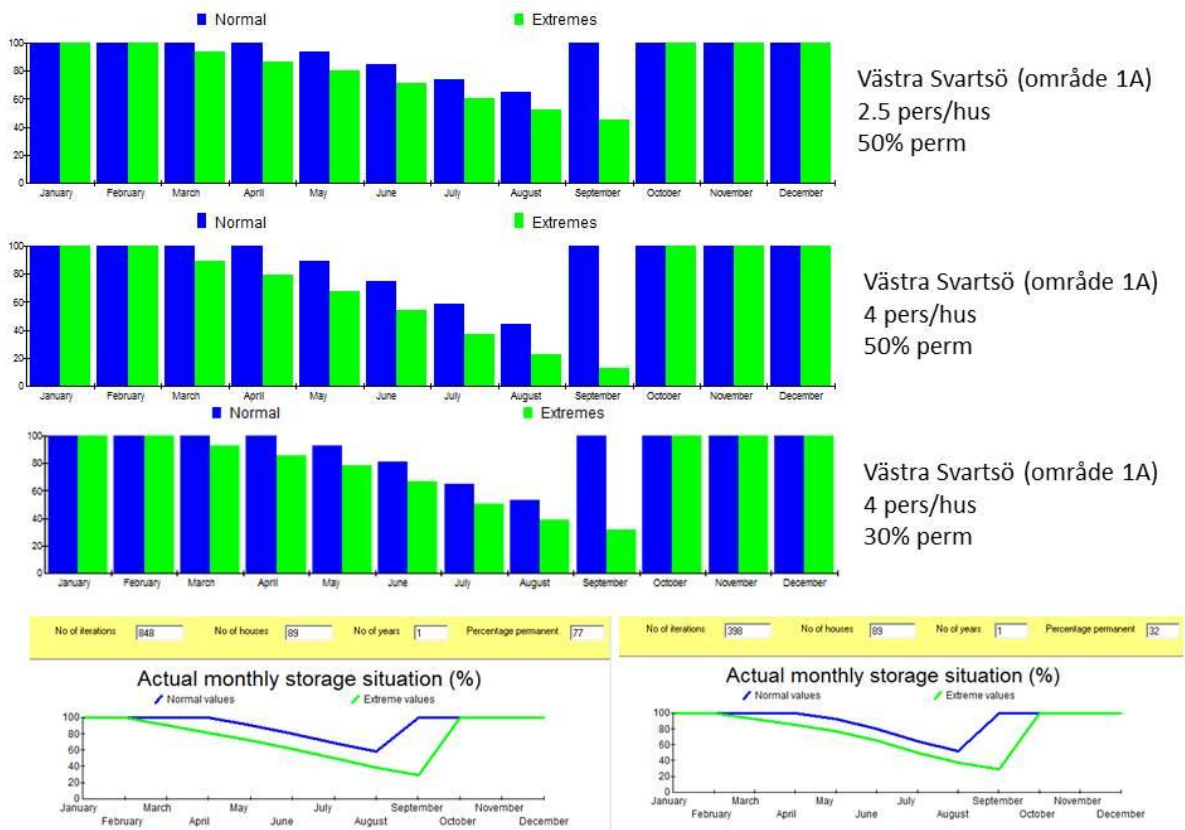 Normal Extremes
100
80
60
40
20
0
January February March April May June July August September October November December
Västra Svartsö (område 1A)
2.5 pers/hus
50% perm
Normal Extremes
100
80
60
40
20
0
January February March April May June July August September October November December
Västra Svartsö (område 1A)
4 pers/hus
50% perm
Normal Extremes
100
80
60
40
20
0
January February March April May June July August September October November December
Västra Svartsö (område 1A)
4 pers/hus
30% perm
No of iterations 848 No of houses 89 No of years 1 Percentage permanent 77
Actual monthly storage situation (%)
Normal values Extreme values
100
80
60
40
20
0
January March May July September November
February April June August October December
No of iterations 398 No of houses 89 No of years 1 Percentage permanent 32
Actual monthly storage situation (%)
Normal values Extreme values
100
80
60
40
20
0
January March May July September November
February April June August October December